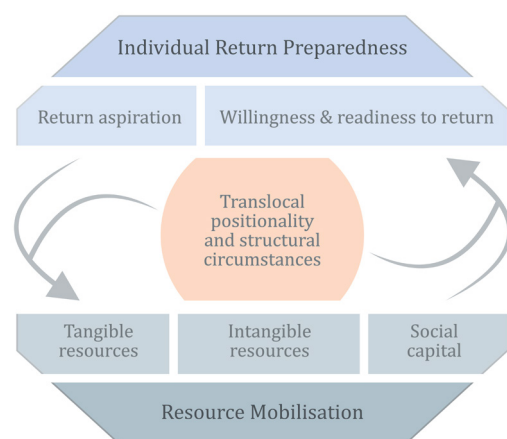 Individual Return Preparedness
Return aspiration
Willingness & readiness to return
Translocal
positionality
and structural
circumstances
Tangible
resources
Intangible
resources
Social
capital
Resource Mobilisation